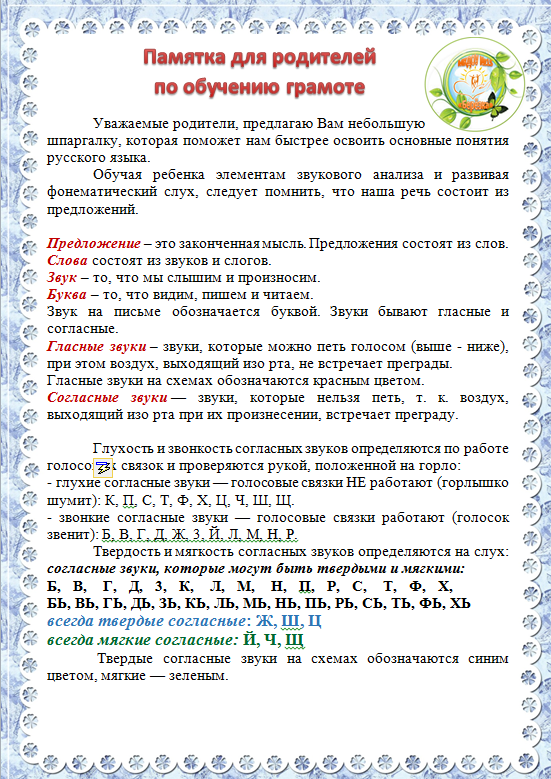 Памятка для родителей
по обучению грамоте
Уважаемые родители, предлагаю Вам небольшую
шпаргалку, которая поможет нам быстрее освоить основные понятия
русского языка.
Обучая ребенка элементам звукового анализа и развивая
фонематический слух, следует помнить, что наша речь состоит из
предложений.
Предложение – это законченная мысль. Предложения состоят из слов.
Слова состоят из звуков и слогов.
Звук – то, что мы слышим и произносим.
Буква – то, что видим, пишем и читаем.
Звук на письме обозначается буквой. Звуки бывают гласные и
согласные.
Гласные звуки – звуки, которые можно петь голосом (выше - ниже),
при этом воздух, выходящий изо рта, не встречает преграды.
Гласные звуки на схемах обозначаются красным цветом.
Согласные звуки — звуки, которые нельзя петь, т. к. воздух,
выходящий изо рта при их произнесении, встречает преграду.
Глухость и звонкость согласных звуков определяются по работе
связок и проверяются рукой, положенной на горло:
- глухие согласные звуки — голосовые связки НЕ работают (горлышко
шумит): К, П, С, Т, Ф, Х, Ц, Ч, Ш, Щ.
- звонкие согласные звуки — голосовые связки работают (голосок
звенит): Б, В, Г, Д, Ж, З, Й, Л, М, Н, Р.
Твердость и мягкость согласных звуков определяются на слух:
согласные звуки, которые могут быть твердыми и мягкими:
Б, В, Г, Д, З, К, Л, М, Н, П, Р, С, Т, Ф, Х,
БЬ, ВЬ, ГЬ, ДЬ, ЗЬ, КЬ, ЛЬ, МЬ, НЬ, ПЬ, РЬ, СЬ, ТЬ, ФЬ, ХЬ
всегда твердые согласные: Ж, Ш, Ц
всегда мягкие согласные: Й, Ч, Щ
Твердые согласные звуки на схемах обозначаются синим
цветом, мягкие — зеленым.